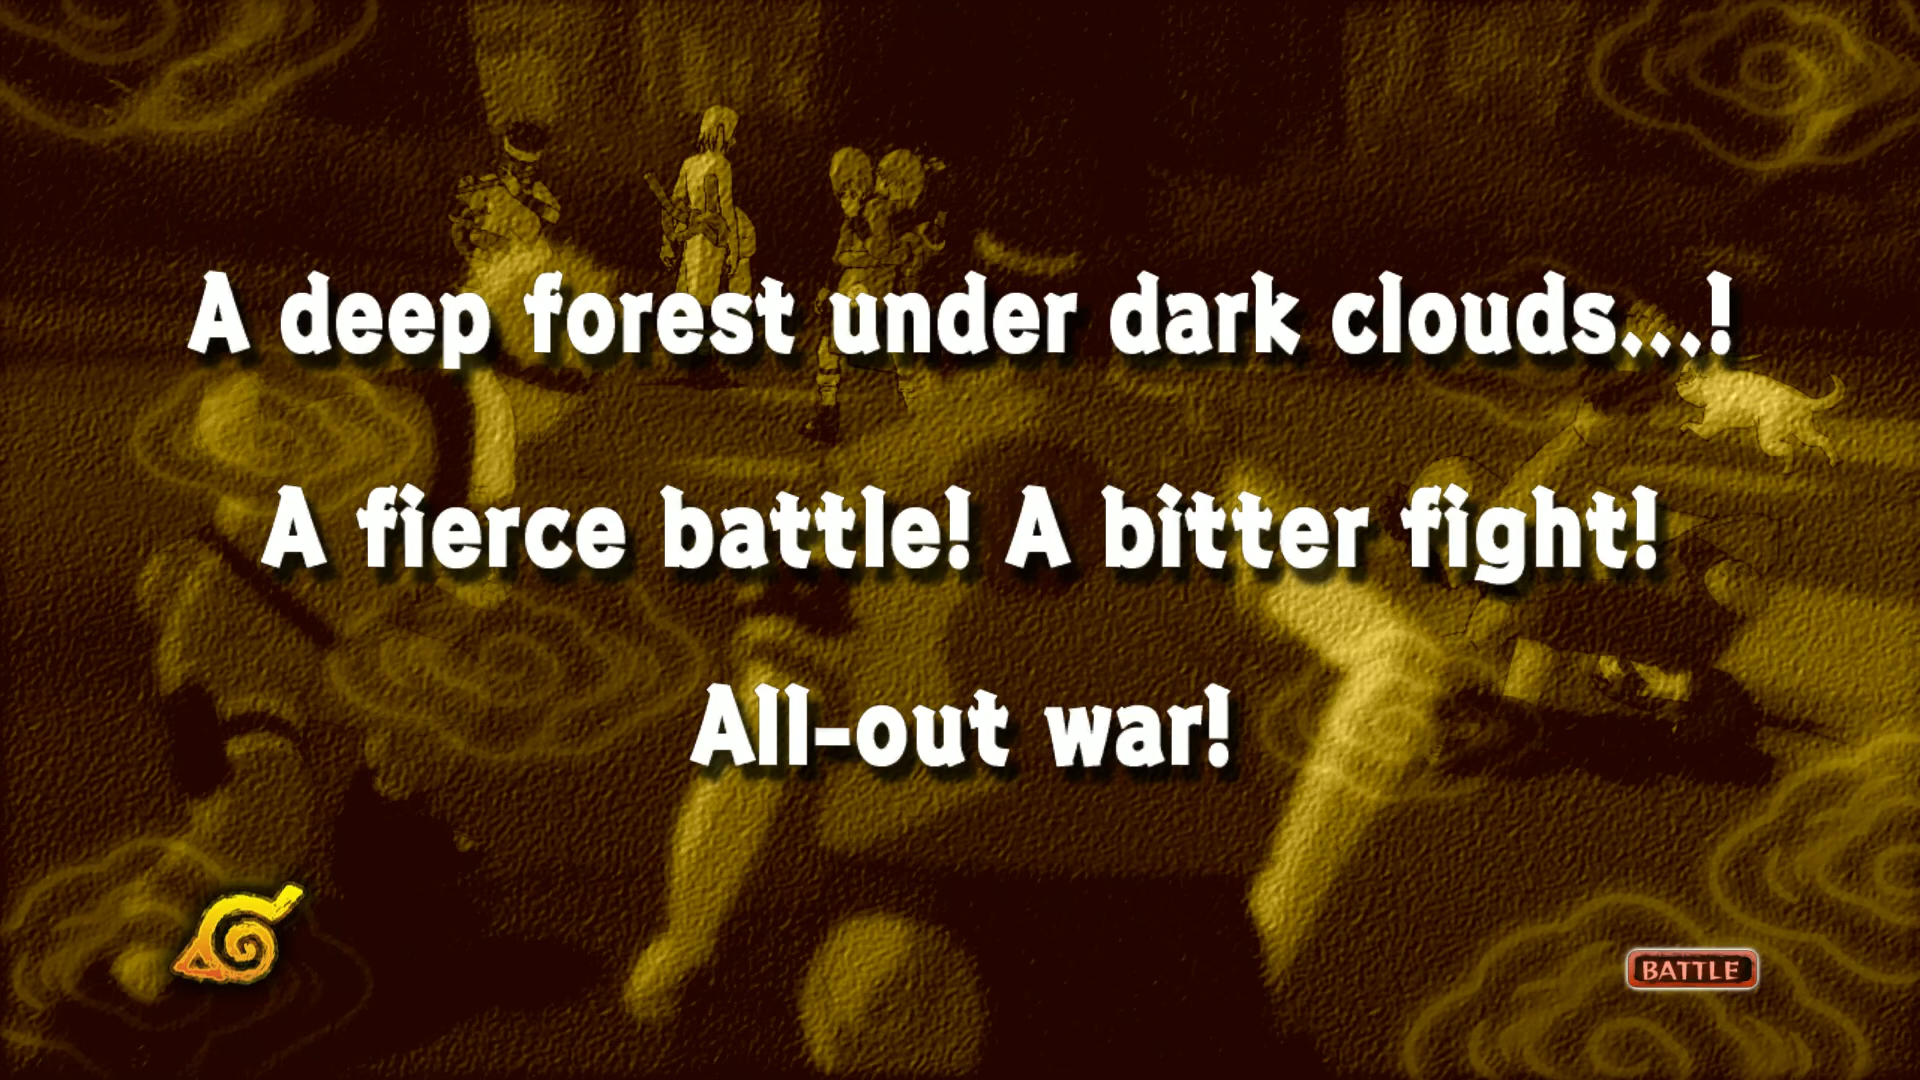 A deep forest under dark clouds...!
A fierce battle! A bitter fight!
All-out war!
BATTLE